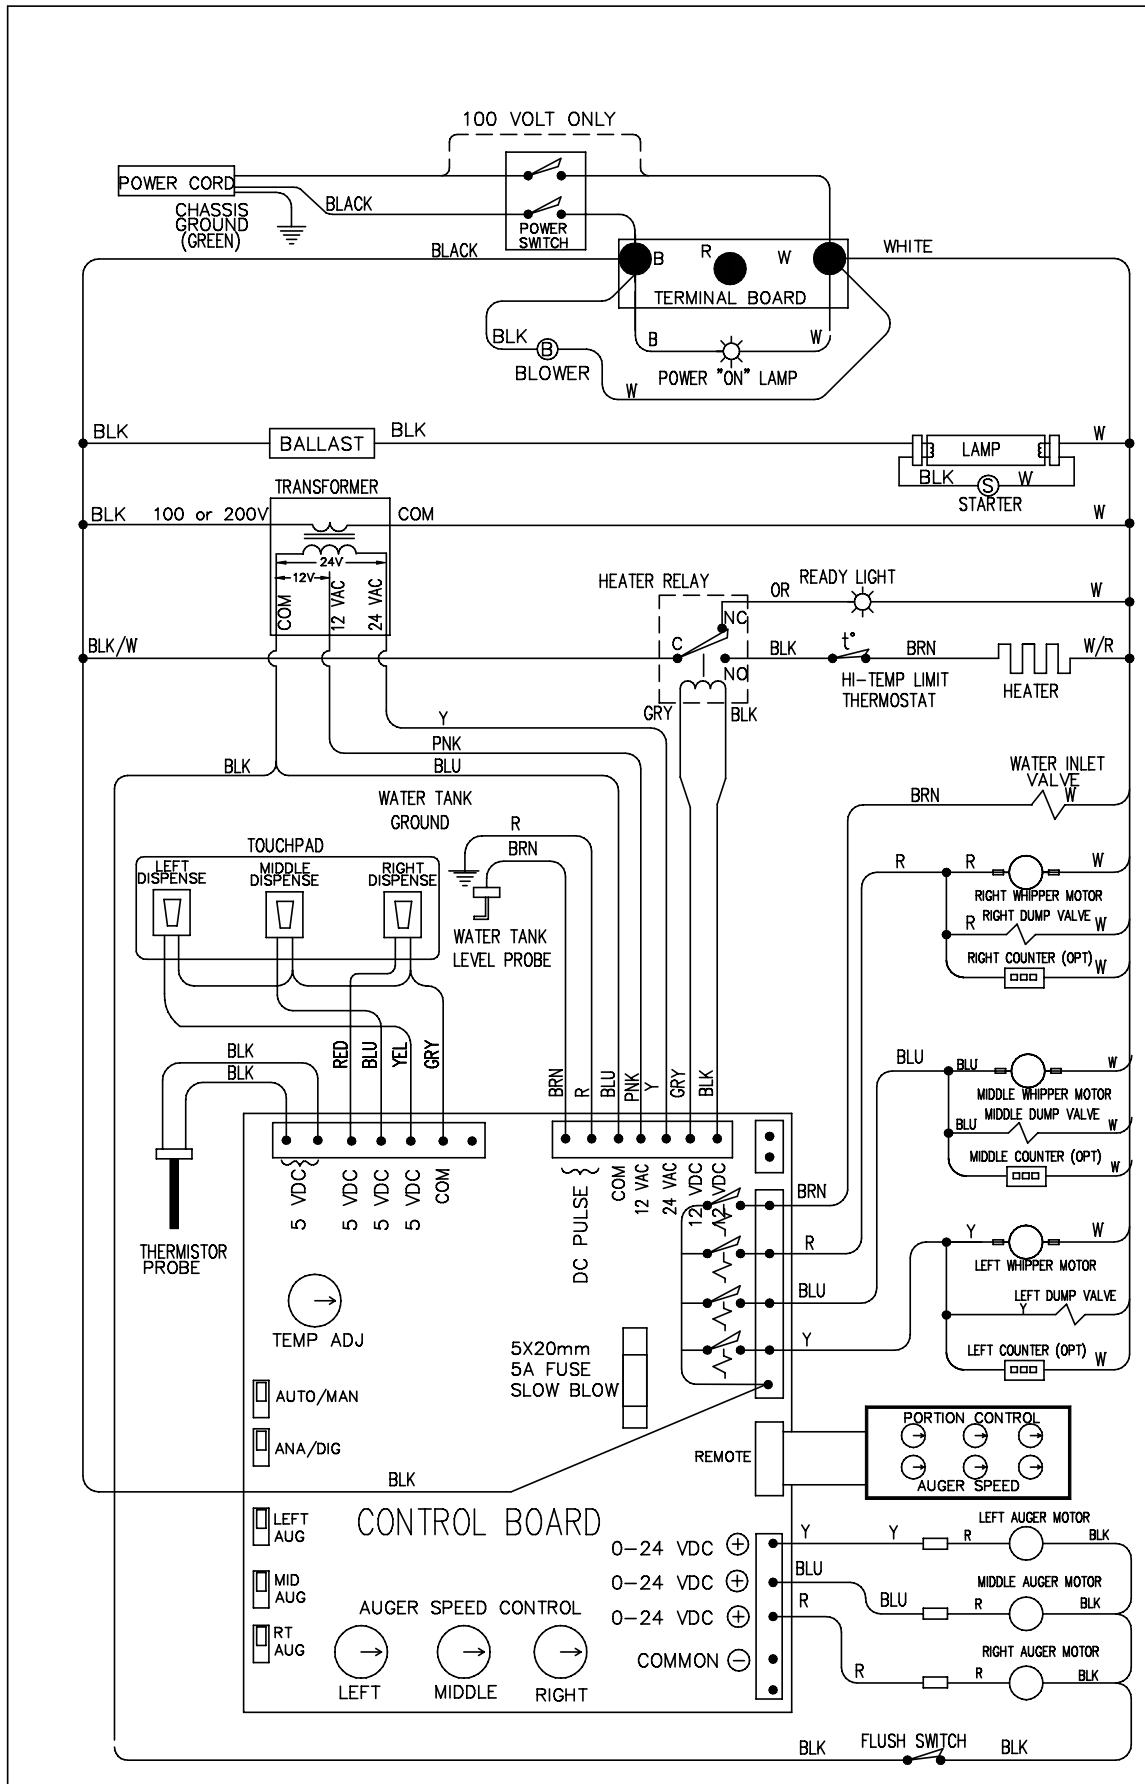 100 VOLT ONLY
POWER CORD
CHASSIS
GROUND
(GREEN)
BLACK
POWER
SWITCH
BLACK
B
R
W
WHITE
TERMINAL BOARD
BLK
B
BLOWER
B
W
POWER "ON" LAMP
W
BLK
BALLAST
BLK
LAMP
W
BLK
S
W
STARTER
TRANSFORMER
BLK
100 or 200V
COM
W
24V
12V
COM
12 VAC
24 VAC
HEATER RELAY
OR
READY LIGHT
W
NC
BLK/W
C
NO
BLK
t°
BRN
W/R
HI-TEMP LIMIT
THERMOSTAT
HEATER
GRY
BLK
Y
PNK
BLK
BLU
WATER INLET
VALVE
BRN
W
WATER TANK
GROUND
R
BRN
TOUCHPAD
LEFT
DISPENSE
MIDDLE
DISPENSE
RIGHT
DISPENSE
WATER TANK
LEVEL PROBE
R
R
W
RIGHT WHIPPER MOTOR
RIGHT DUMP VALVE
R
W
RIGHT COUNTER (OPT)
W
BLK
BLK
RED
BLU
YEL
GRY
BRN
R
BLU
PNK
Y
GRY
BLK
BLU
BLU
W
MIDDLE WHIPPER MOTOR
MIDDLE DUMP VALVE
BLU
W
MIDDLE COUNTER (OPT)
W
5 VDC
5 VDC
5 VDC
5 VDC
COM
DC PULSE
COM
12 VAC
24 VAC
12 VDC
12 VDC
BRN
R
BLU
Y
THERMISTOR
PROBE
Y
W
LEFT WHIPPER MOTOR
LEFT DUMP VALVE
Y
LEFT COUNTER (OPT)
W
TEMP ADJ
5X20mm
5A FUSE
SLOW BLOW
AUTO/MAN
ANA/DIG
REMOTE
PORTION CONTROL
AUGER SPEED
BLK
LEFT
AUG
CONTROL BOARD
MID
AUG
RT
AUG
AUGER SPEED CONTROL
LEFT
MIDDLE
RIGHT
0-24 VDC +
0-24 VDC +
0-24 VDC +
COMMON -
Y
Y
R
LEFT AUGER MOTOR
BLK
BLU
BLU
R
MIDDLE AUGER MOTOR
BLK
R
R
R
RIGHT AUGER MOTOR
BLK
BLK
FLUSH SWITCH
BLK